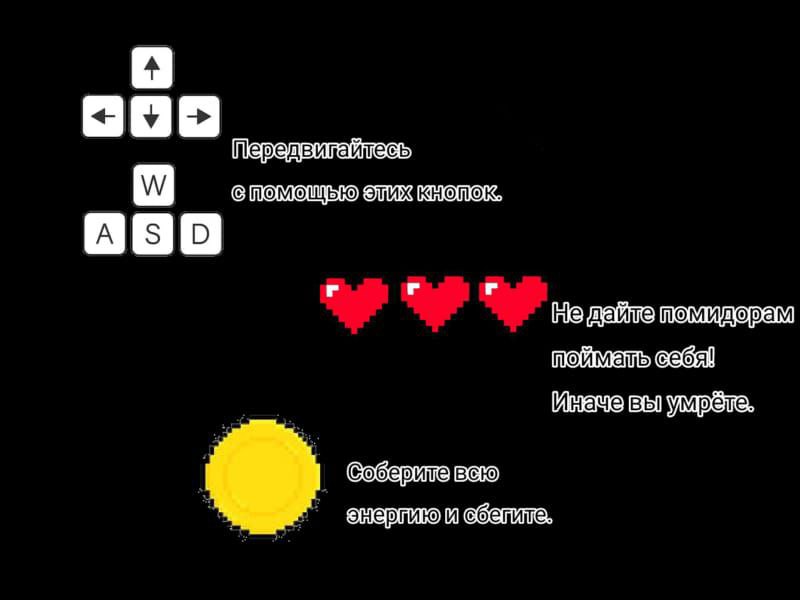 Передвигайтесь
с помощью этих кнопок.
W
A S D
Не дайте помидорам
поймать себя!
Иначе вы умрёте.
Соберите всю
энергию и сбегите.